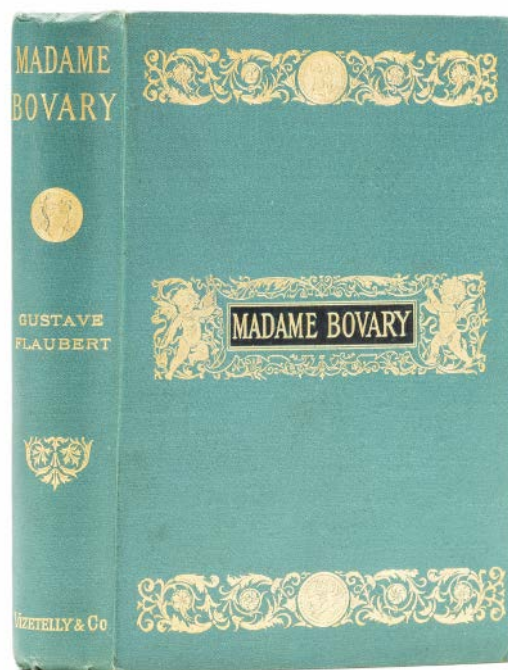 MADAME
BOVARY
GUSTAVE
FLAUBERT
VIZETELLY & CO
MADAME BOVARY